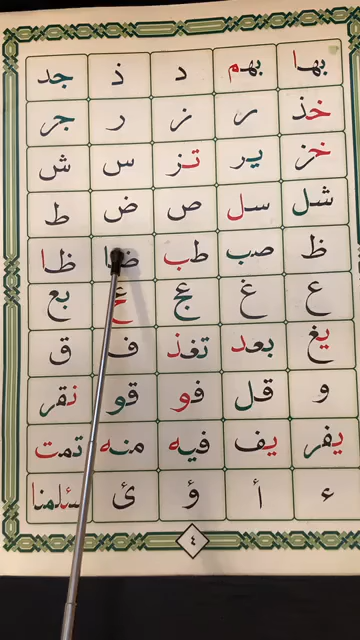 بها بهم د ذ جد
خذ ر ز ر جر
خز ير تز س ش
شل سل ص ض ط
ظ صب طب ظا
ع غ عج بع
يغ بعد تغذ ف ق
و قل فو قو نقر
يفر يف فيه منه تمت
ء أ ؤ ئ
٤